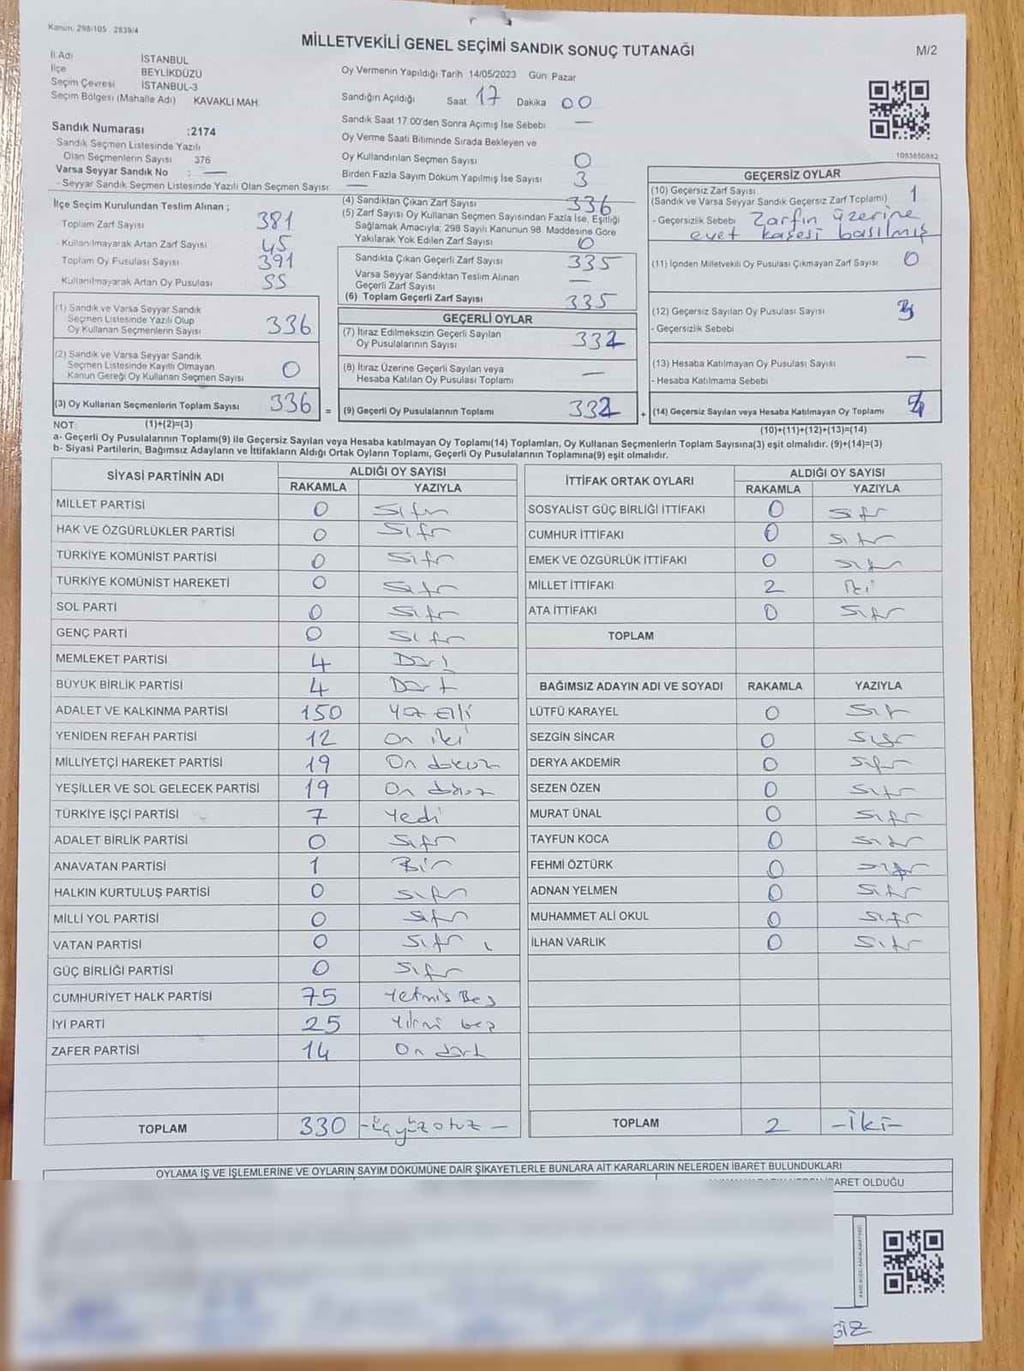 Kanun, 298/105 2839/4
MİLLETVEKİLİ GENEL SEÇİMİ SANDIK SONUÇ TUTANAĞI
M/2
İl Adı İSTANBUL
İlçe BEYLİKDÜZÜ
Seçim Çevresi İSTANBUL-3
Seçim Bölgesi (Mahalle Adı) KAVAKLI MAH.
Sandık Numarası :2174
Sandık Seçmen Listesinde Yazılı
Olan Seçmenlerin Sayısı 376
Varsa Seyyar Sandık No : —
- Seyyar Sandık Seçmen Listesinde Yazılı Olan Seçmen Sayısı —
Oy Vermenin Yapıldığı Tarih 14/05/2023 Gün Pazar
Sandığın Açıldığı Saat 17 Dakika 00
Sandık Saat 17.00'den Sonra Açılmış İse Sebebi —
Oy Verme Saati Bitiminde Sırada Bekleyen ve
Oy Kullandırılan Seçmen Sayısı 0
Birden Fazla Sayım Döküm Yapılmış İse Sayısı 3
1083850882
İlçe Seçim Kurulundan Teslim Alınan ;
Toplam Zarf Sayısı 381
- Kullanılmayarak Artan Zarf Sayısı 45
Toplam Oy Pusulası Sayısı 391
Kullanılmayarak Artan Oy Pusulası 55
(1) Sandık ve Varsa Seyyar Sandık
Seçmen Listesinde Yazılı Olup
Oy Kullanan Seçmenlerin Sayısı 336
(2) Sandık ve Varsa Seyyar Sandık
Seçmen Listesinde Kayıtlı Olmayan
Kanun Gereği Oy Kullanan Seçmen Sayısı 0
(3) Oy Kullanan Seçmenlerin Toplam Sayısı 336 =
(4) Sandıktan Çıkan Zarf Sayısı 336
(5) Zarf Sayısı Oy Kullanan Seçmen Sayısından Fazla İse, Eşitliği
Sağlamak Amacıyla; 298 Sayılı Kanunun 98. Maddesine Göre
Yakılarak Yok Edilen Zarf Sayısı 0
Sandıkta Çıkan Geçerli Zarf Sayısı 335
Varsa Seyyar Sandıktan Teslim Alınan
Geçerli Zarf Sayısı —
(6) Toplam Geçerli Zarf Sayısı 335
GEÇERLİ OYLAR
(7) İtiraz Edilmeksizin Geçerli Sayılan
Oy Pusulalarının Sayısı 332
(8) İtiraz Üzerine Geçerli Sayılan veya
Hesaba Katılan Oy Pusulası Toplamı —
(9) Geçerli Oy Pusulalarının Toplamı 332 +
GEÇERSİZ OYLAR
(10) Geçersiz Zarf Sayısı
(Sandık ve Varsa Seyyar Sandık Geçersiz Zarf Toplamı) 1
- Geçersizlik Sebebi Zarfın üzerine
evet kaşesi basılmış
(11) İçinden Milletvekili Oy Pusulası Çıkmayan Zarf Sayısı 0
(12) Geçersiz Sayılan Oy Pusulası Sayısı 3
- Geçersizlik Sebebi
(13) Hesaba Katılmayan Oy Pusulası Sayısı —
- Hesaba Katılmama Sebebi
(14) Geçersiz Sayılan veya Hesaba Katılmayan Oy Toplamı 4
NOT: (1)+(2)=(3)
(10)+(11)+(12)+(13)=(14)
a- Geçerli Oy Pusulalarının Toplamı(9) ile Geçersiz Sayılan veya Hesaba katılmayan Oy Toplamı(14) Toplamları, Oy Kullanan Seçmenlerin Toplam Sayısına(3) eşit olmalıdır. (9)+(14)=(3)
b- Siyasi Partilerin, Bağımsız Adayların ve İttifakların Aldığı Ortak Oyların Toplamı, Geçerli Oy Pusulalarının Toplamına(9) eşit olmalıdır.
SİYASİ PARTİNİN ADI ALDIĞI OY SAYISI
RAKAMLA YAZIYLA
MİLLET PARTİSİ 0 Sıfır
HAK VE ÖZGÜRLÜKLER PARTİSİ 0 Sıfır
TÜRKİYE KOMÜNİST PARTİSİ 0 Sıfır
TÜRKİYE KOMÜNİST HAREKETİ 0 Sıfır
SOL PARTİ 0 Sıfır
GENÇ PARTİ 0 Sıfır
MEMLEKET PARTİSİ 4 Dört
BÜYÜK BİRLİK PARTİSİ 4 Dört
ADALET VE KALKINMA PARTİSİ 150 Yüz elli
YENİDEN REFAH PARTİSİ 12 On iki
MİLLİYETÇİ HAREKET PARTİSİ 19 On dokuz
YEŞİLLER VE SOL GELECEK PARTİSİ 19 On dokuz
TÜRKİYE İŞÇİ PARTİSİ 7 Yedi
ADALET BİRLİK PARTİSİ 0 Sıfır
ANAVATAN PARTİSİ 1 Bir
HALKIN KURTULUŞ PARTİSİ 0 Sıfır
MİLLİ YOL PARTİSİ 0 Sıfır
VATAN PARTİSİ 0 Sıfır
GÜÇ BİRLİĞİ PARTİSİ 0 Sıfır
CUMHURİYET HALK PARTİSİ 75 Yetmiş Beş
İYİ PARTİ 25 Yirmi beş
ZAFER PARTİSİ 14 On dört
TOPLAM 330 -üçyüzotuz-
İTTİFAK ORTAK OYLARI ALDIĞI OY SAYISI
RAKAMLA YAZIYLA
SOSYALİST GÜÇ BİRLİĞİ İTTİFAKI 0 Sıfır
CUMHUR İTTİFAKI 0 Sıfır
EMEK VE ÖZGÜRLÜK İTTİFAKI 0 Sıfır
MİLLET İTTİFAKI 2 İki
ATA İTTİFAKI 0 Sıfır
TOPLAM
BAĞIMSIZ ADAYIN ADI VE SOYADI RAKAMLA YAZIYLA
LÜTFÜ KARAYEL 0 Sıfır
SEZGİN SİNCAR 0 Sıfır
DERYA AKDEMİR 0 Sıfır
SEZEN ÖZEN 0 Sıfır
MURAT ÜNAL 0 Sıfır
TAYFUN KOCA 0 Sıfır
FEHMİ ÖZTÜRK 0 Sıfır
ADNAN YELMEN 0 Sıfır
MUHAMMET ALİ OKUL 0 Sıfır
İLHAN VARLIK 0 Sıfır
TOPLAM 2 -İki-
OYLAMA İŞ VE İŞLEMLERİNE VE OYLARIN SAYIM DÖKÜMÜNE DAİR ŞİKAYETLERLE BUNLARA AİT KARARLARIN NELERDEN İBARET BULUNDUKLARI
BARET OLDUĞU